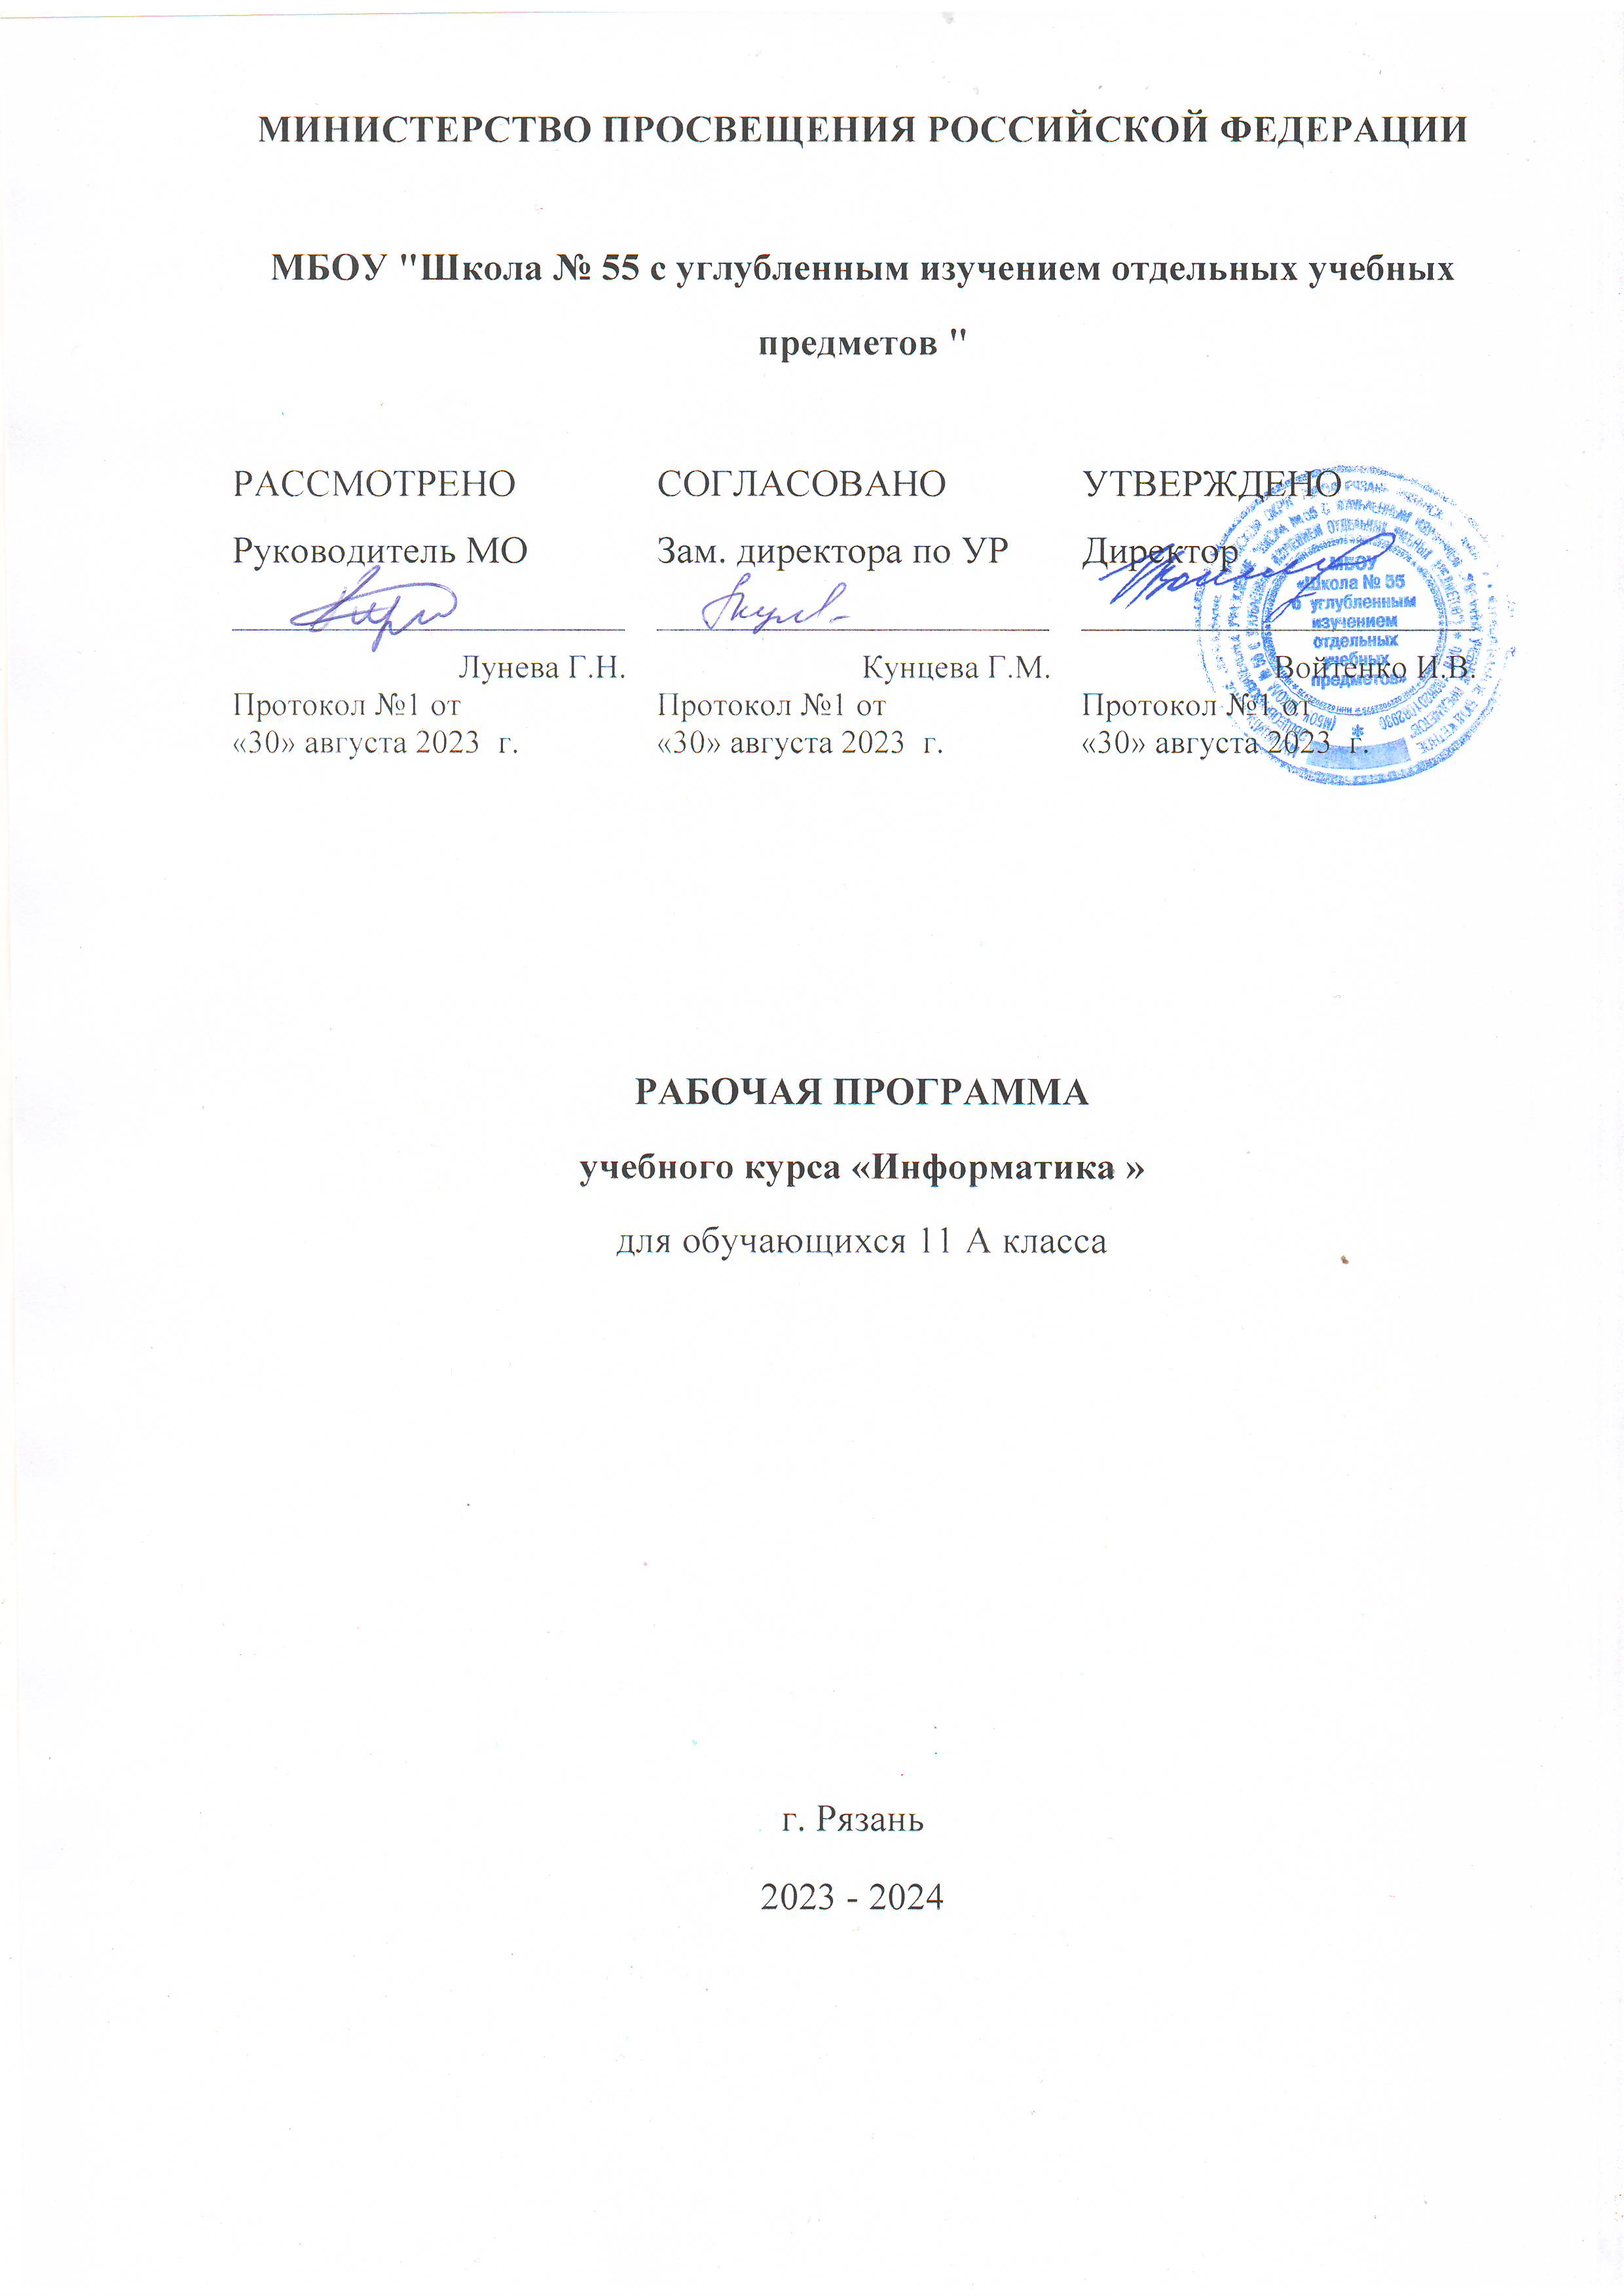 МИНИСТЕРСТВО ПРОСВЕЩЕНИЯ РОССИЙСКОЙ ФЕДЕРАЦИИ
МБОУ "Школа № 55 с углубленным изучением отдельных учебных
предметов "
РАССМОТРЕНО
Руководитель МО
Лунева Г.Н.
Протокол №1 от
«30» августа 2023 г.
СОГЛАСОВАНО
Зам. директора по УР
Кунцева Г.М.
Протокол №1 от
«30» августа 2023 г.
УТВЕРЖДЕНО
Директор
Войтенко И.В.
Протокол №1 от
«30» августа 2023 г.
МБОУ
«Школа № 55
с углубленным
изучением
отдельных
учебных
предметов»
РАБОЧАЯ ПРОГРАММА
учебного курса «Информатика »
для обучающихся 11 А класса
г. Рязань
2023 - 2024